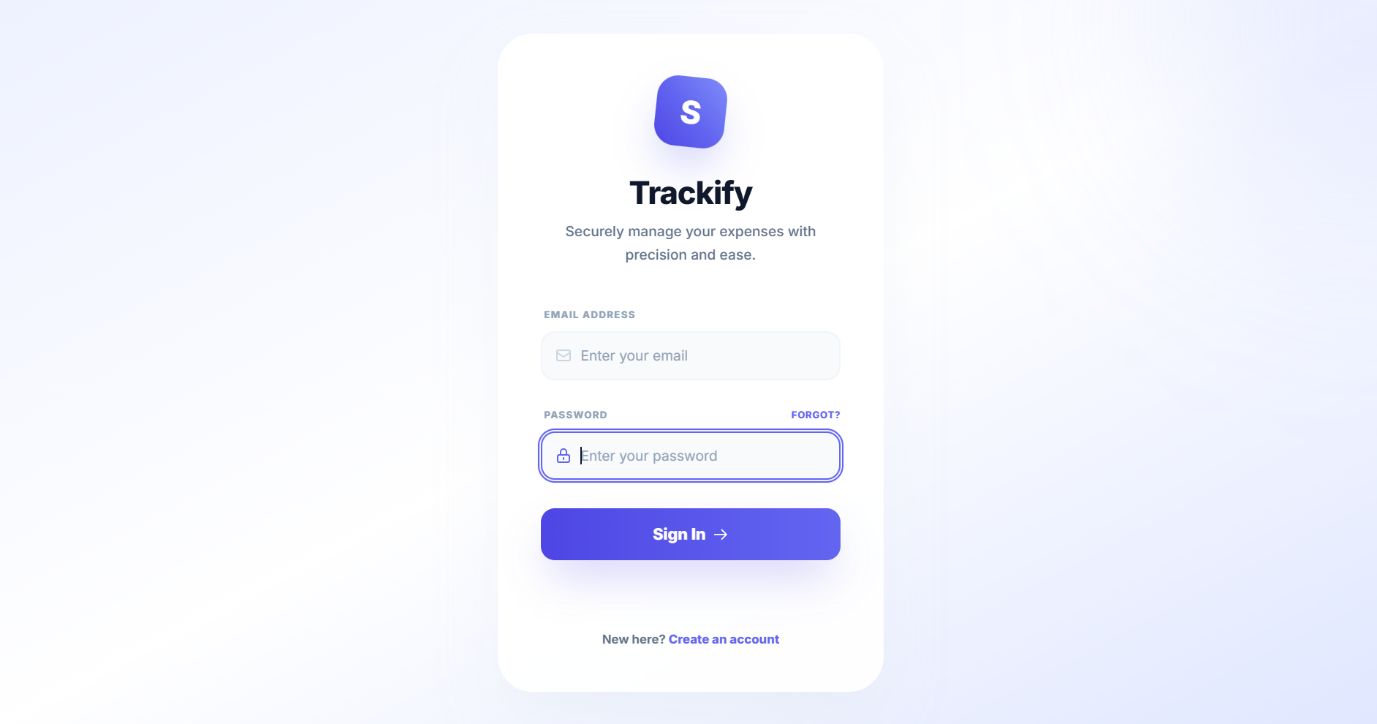 S
Trackify
Securely manage your expenses with
precision and ease.
EMAIL ADDRESS
Enter your email
PASSWORD FORGOT?
Enter your password
Sign In →
New here? Create an account